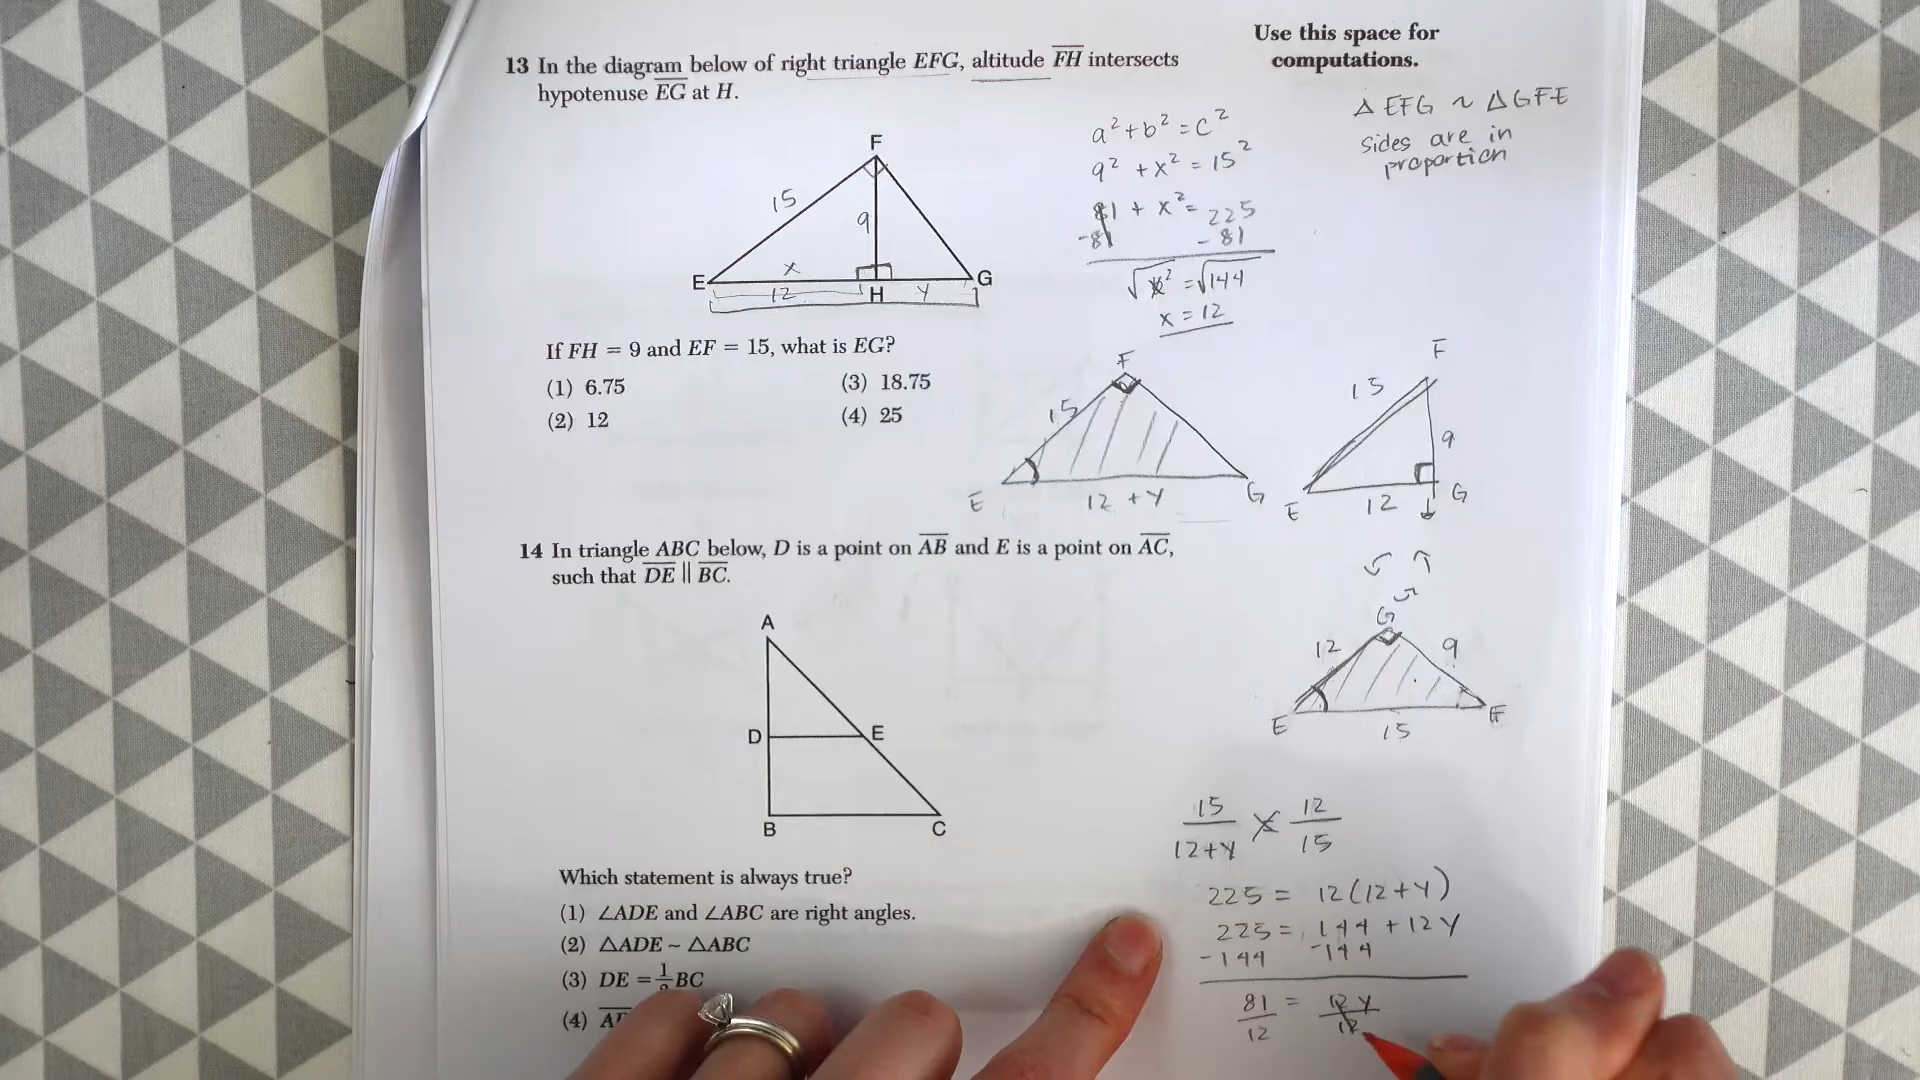 Use this space for
computations.
13 In the diagram below of right triangle EFG, altitude FH intersects
hypotenuse EG at H.
△EFG ~ △GFE
sides are in
proportion
a² + b² = c²
9² + x² = 15²
81 + x² = 225
-81 -81
√x² = √144
x = 12
F
15
9
x
E
12
H
y
G
If FH = 9 and EF = 15, what is EG?
(1) 6.75
(2) 12
(3) 18.75
(4) 25
F
15
E
12 + y
G
F
15
9
E
12
G
14 In triangle ABC below, D is a point on AB and E is a point on AC,
such that DE || BC.
A
D
E
B
C
G
12
9
E
15
F
15/12+y × 12/15
225 = 12(12+y)
225 = 144 + 12y
-144 -144
81/12 = 12y/12
Which statement is always true?
(1) ∠ADE and ∠ABC are right angles.
(2) △ADE ~ △ABC
(3) DE = BC
(4)